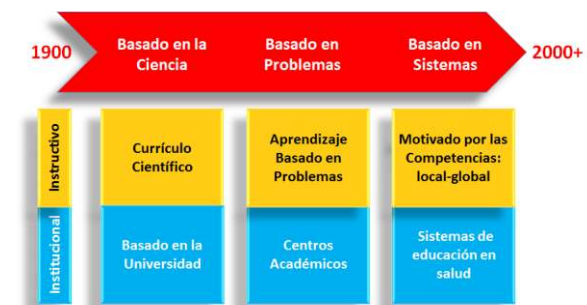 1900
Basado en la
Ciencia
Basado en
Problemas
Basado en
Sistemas
2000+
Instructivo
Currículo
Científico
Aprendizaje
Basado en
Problemas
Motivado por las
Competencias:
local-global
Institucional
Basado en la
Universidad
Centros
Académicos
Sistemas de
educación en
salud